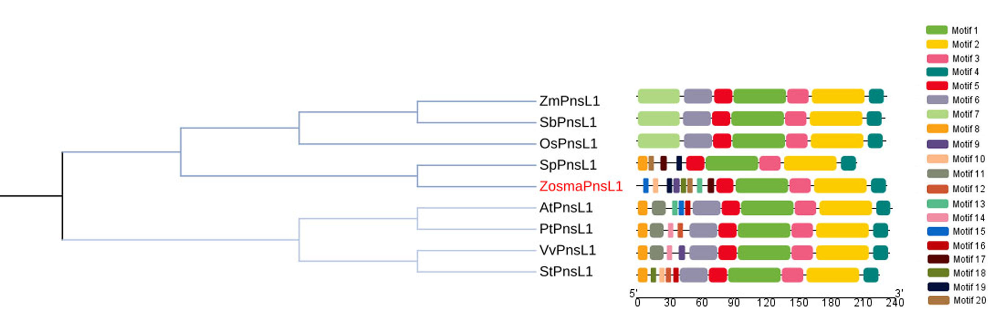 ZmPnsL1
SbPnsL1
OsPnsL1
SpPnsL1
ZosmaPnsL1
AtPnsL1
PtPnsL1
VvPnsL1
StPnsL1
5' 3'
0 30 60 90 120 150 180 210 240
Motif 1
Motif 2
Motif 3
Motif 4
Motif 5
Motif 6
Motif 7
Motif 8
Motif 9
Motif 10
Motif 11
Motif 12
Motif 13
Motif 14
Motif 15
Motif 16
Motif 17
Motif 18
Motif 19
Motif 20